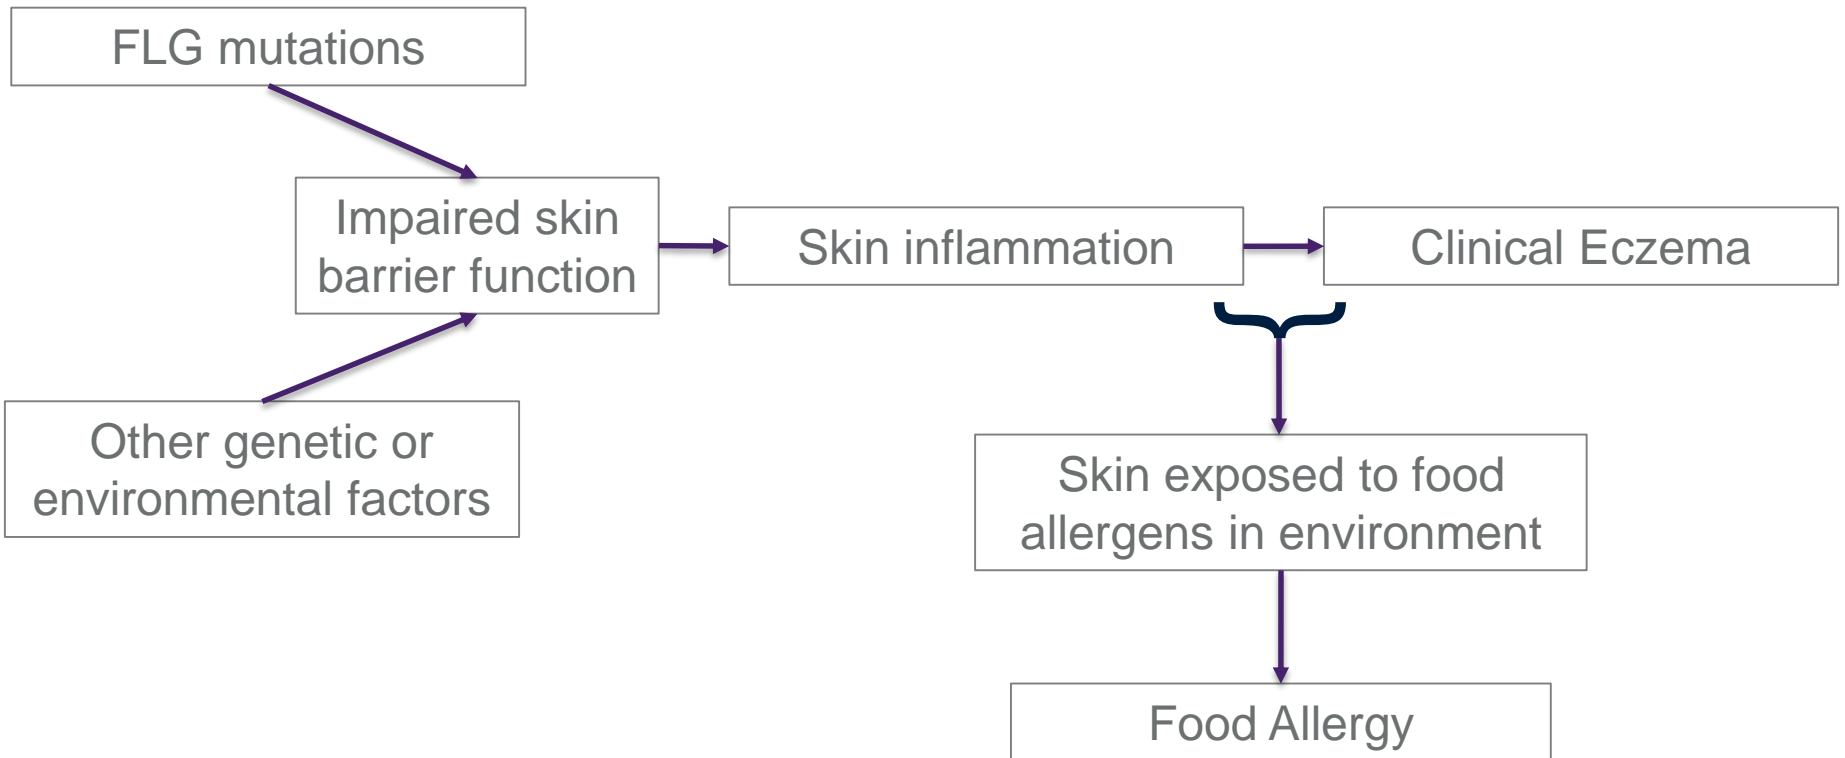 FLG mutations
Impaired skin
barrier function
Skin inflammation
Clinical Eczema
Other genetic or
environmental factors
Skin exposed to food
allergens in environment
Food Allergy